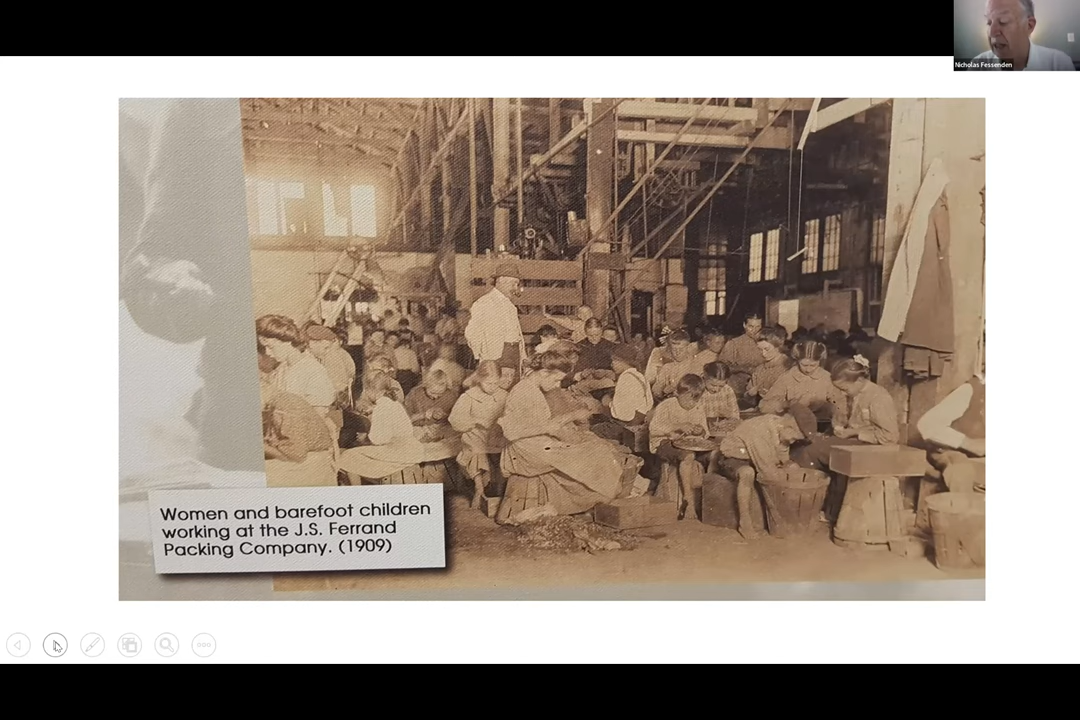 Nicholas Fessenden
Women and barefoot children
working at the J.S. Ferrand
Packing Company. (1909)